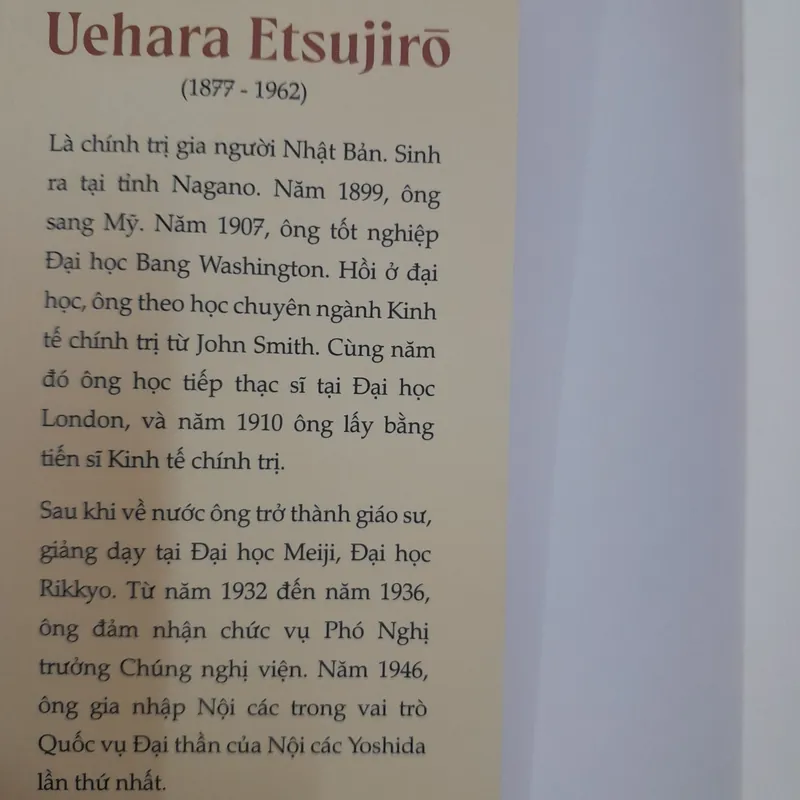 Uehara Etsujirō
(1877 - 1962)
Là chính trị gia người Nhật Bản. Sinh
ra tại tỉnh Nagano. Năm 1899, ông
sang Mỹ. Năm 1907, ông tốt nghiệp
Đại học Bang Washington. Hồi ở đại
học, ông theo học chuyên ngành Kinh
tế chính trị từ John Smith. Cùng năm
đó ông học tiếp thạc sĩ tại Đại học
London, và năm 1910 ông lấy bằng
tiến sĩ Kinh tế chính trị.
Sau khi về nước ông trở thành giáo sư,
giảng dạy tại Đại học Meiji, Đại học
Rikkyo. Từ năm 1932 đến năm 1936,
ông đảm nhận chức vụ Phó Nghị
trưởng Chúng nghị viện. Năm 1946,
ông gia nhập Nội các trong vai trò
Quốc vụ Đại thần của Nội các Yoshida
lần thứ nhất.